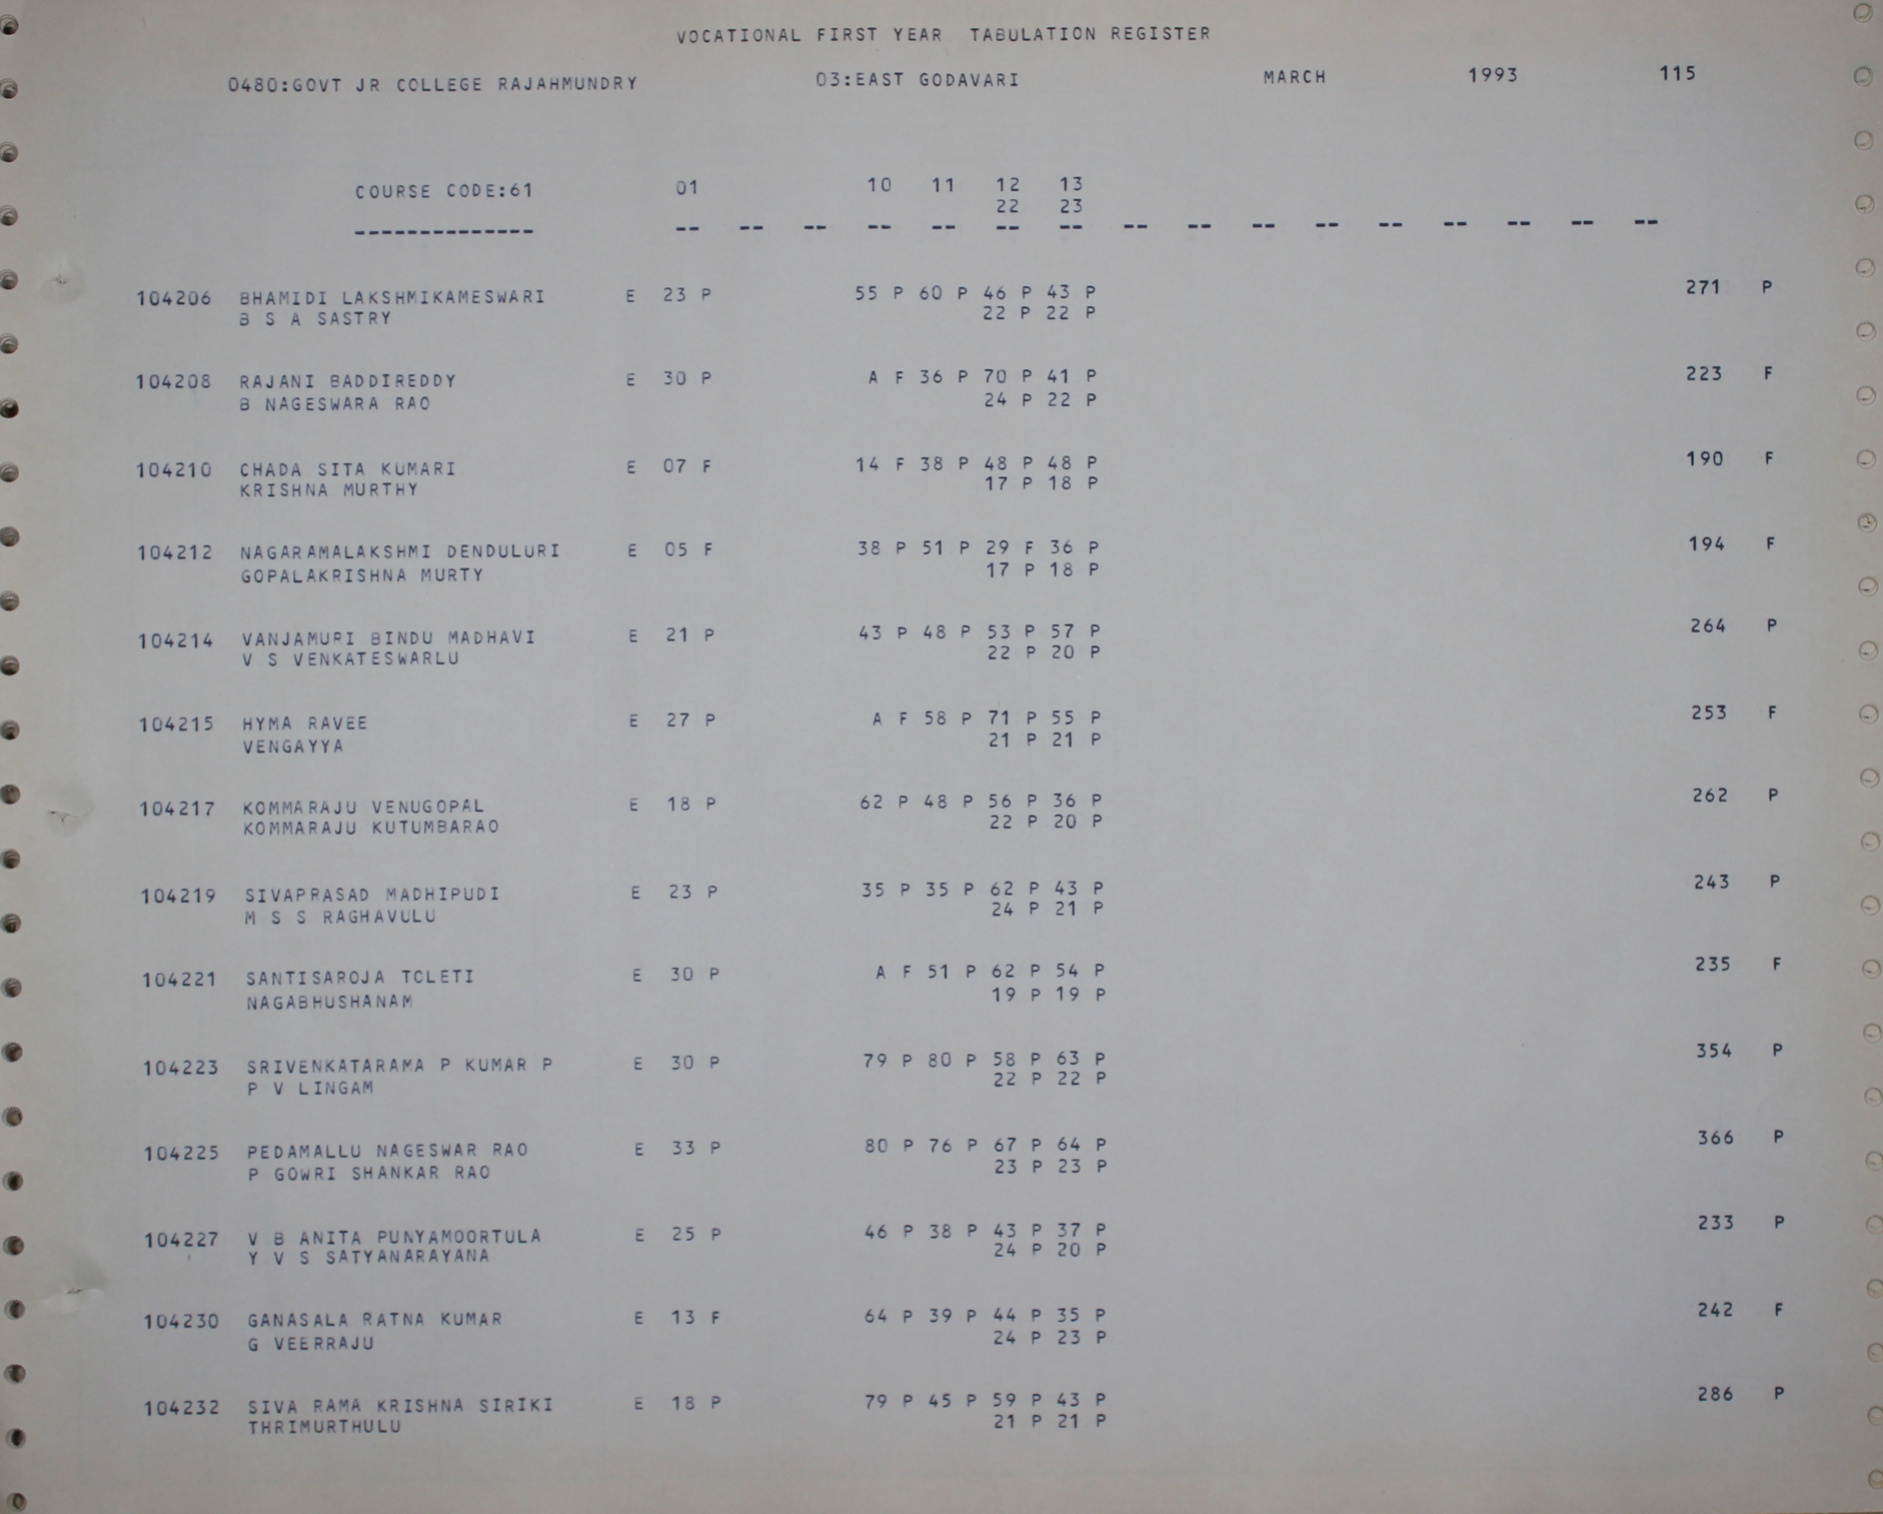 VOCATIONAL FIRST YEAR TABULATION REGISTER
0480:GOVT JR COLLEGE RAJAHMUNDRY 03:EAST GODAVARI MARCH 1993 115
COURSE CODE:61 01 10 11 12 13
22 23
-------------- -- -- -- -- -- -- -- -- -- -- -- -- -- -- -- --
104206 BHAMIDI LAKSHMIKAMESWARI E 23 P 55 P 60 P 46 P 43 P 271 P
B S A SASTRY 22 P 22 P
104208 RAJANI BADDIREDDY E 30 P A F 36 P 70 P 41 P 223 F
B NAGESWARA RAO 24 P 22 P
104210 CHADA SITA KUMARI E 07 F 14 F 38 P 48 P 48 P 190 F
KRISHNA MURTHY 17 P 18 P
104212 NAGARAMALAKSHMI DENDULURI E 05 F 38 P 51 P 29 F 36 P 194 F
GOPALAKRISHNA MURTY 17 P 18 P
104214 VANJAMURI BINDU MADHAVI E 21 P 43 P 48 P 53 P 57 P 264 P
V S VENKATESWARLU 22 P 20 P
104215 HYMA RAVEE E 27 P A F 58 P 71 P 55 P 253 F
VENGAYYA 21 P 21 P
104217 KOMMARAJU VENUGOPAL E 18 P 62 P 48 P 56 P 36 P 262 P
KOMMARAJU KUTUMBARAO 22 P 20 P
104219 SIVAPRASAD MADHIPUDI E 23 P 35 P 35 P 62 P 43 P 243 P
M S S RAGHAVULU 24 P 21 P
104221 SANTISAROJA TCLETI E 30 P A F 51 P 62 P 54 P 235 F
NAGABHUSHANAM 19 P 19 P
104223 SRIVENKATARAMA P KUMAR P E 30 P 79 P 80 P 58 P 63 P 354 P
P V LINGAM 22 P 22 P
104225 PEDAMALLU NAGESWAR RAO E 33 P 80 P 76 P 67 P 64 P 366 P
P GOWRI SHANKAR RAO 23 P 23 P
104227 V B ANITA PUNYAMOORTULA E 25 P 46 P 38 P 43 P 37 P 233 P
Y V S SATYANARAYANA 24 P 20 P
104230 GANASALA RATNA KUMAR E 13 F 64 P 39 P 44 P 35 P 242 F
G VEERRAJU 24 P 23 P
104232 SIVA RAMA KRISHNA SIRIKI E 18 P 79 P 45 P 59 P 43 P 286 P
THRIMURTHULU 21 P 21 P